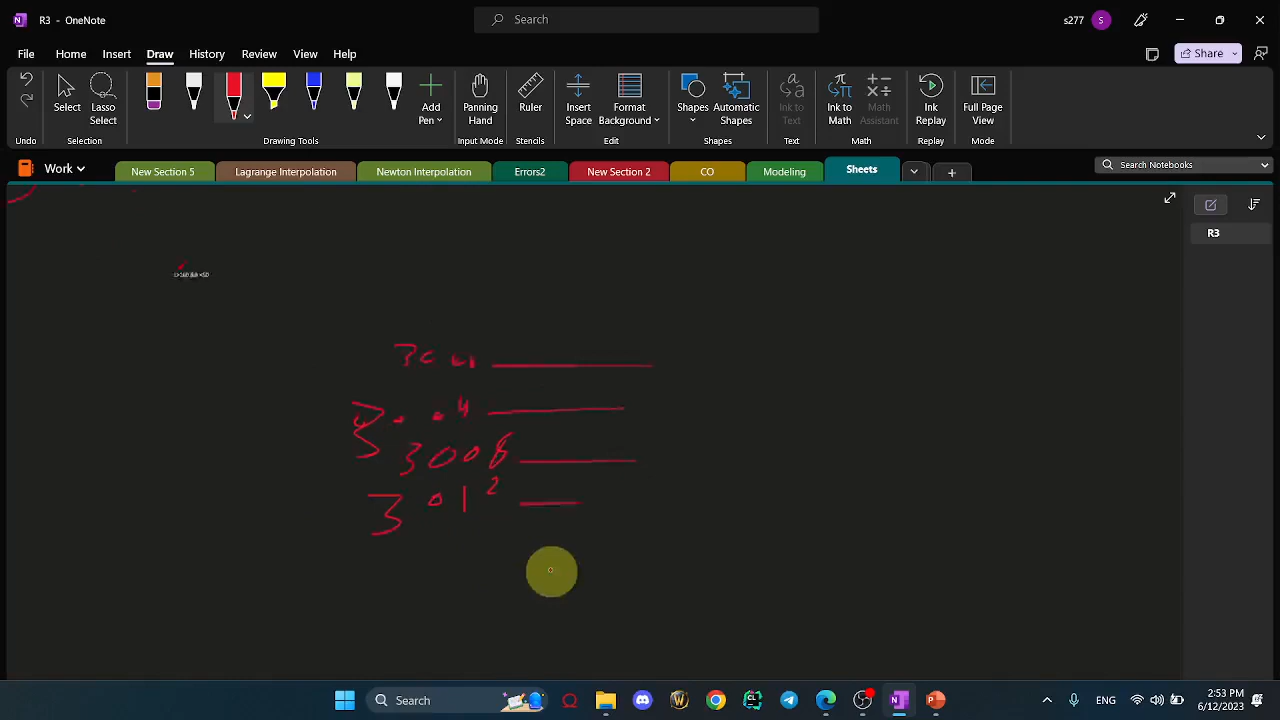 R3 - OneNote
Search
s277
S
File Home Insert Draw History Review View Help
Share
Undo
Select
Lasso Select
Selection
Drawing Tools
Add Pen
Panning Hand
Input Mode
Ruler
Insert Space
Format Background
Edit
Shapes
Automatic Shapes
Shapes
Ink to Text
Text
Ink to Math
Math Assistant
Math
Ink Replay
Replay
Full Page View
Mode
Work
New Section 5
Lagrange Interpolation
Newton Interpolation
Errors2
New Section 2
CO
Modeling
Sheets
Search Notebooks
R3
3004
3008
3012
Search
ENG
2:53 PM
6/12/2023